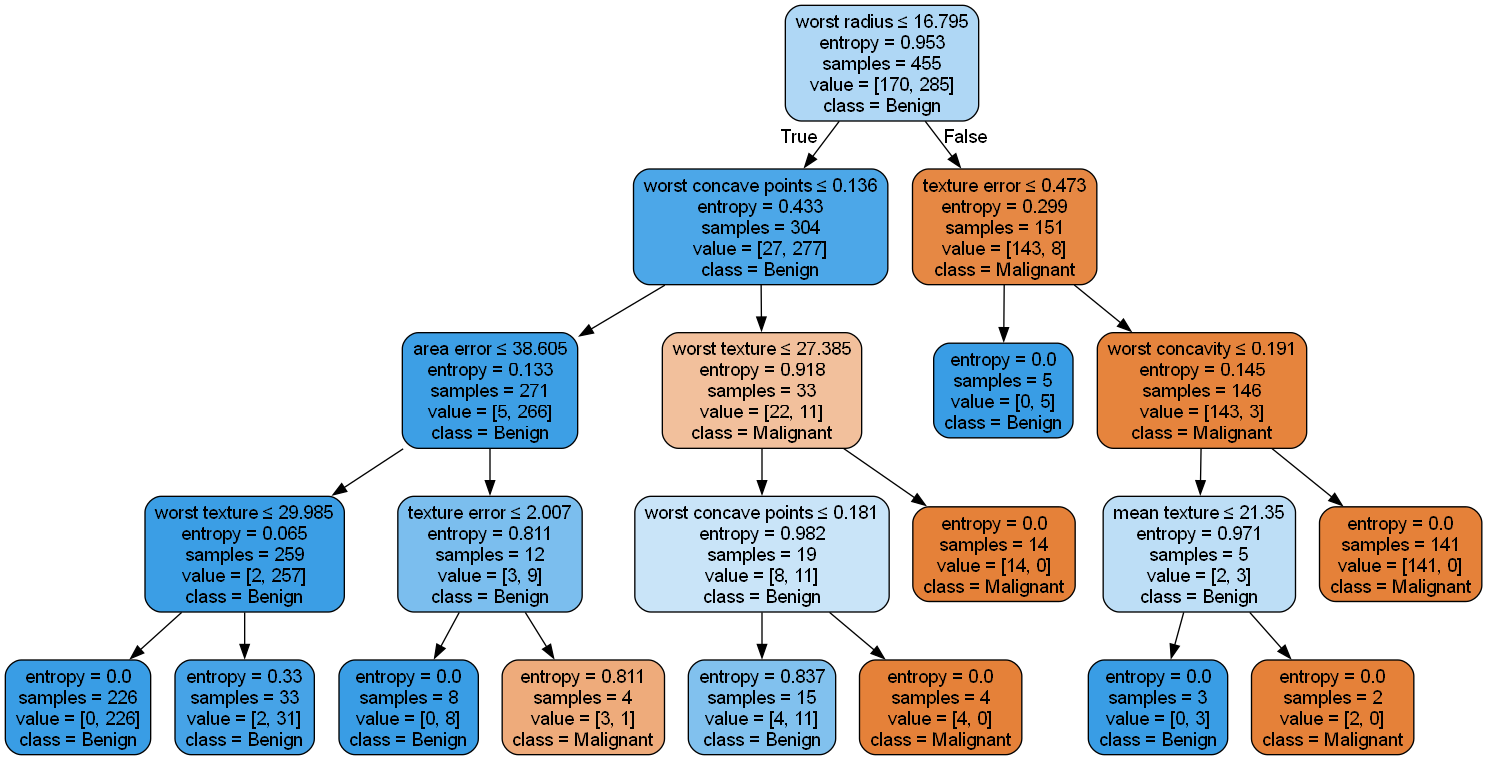 worst radius ≤ 16.795
entropy = 0.953
samples = 455
value = [170, 285]
class = Benign
True
False
worst concave points ≤ 0.136
entropy = 0.433
samples = 304
value = [27, 277]
class = Benign
texture error ≤ 0.473
entropy = 0.299
samples = 151
value = [143, 8]
class = Malignant
area error ≤ 38.605
entropy = 0.133
samples = 271
value = [5, 266]
class = Benign
worst texture ≤ 27.385
entropy = 0.918
samples = 33
value = [22, 11]
class = Malignant
entropy = 0.0
samples = 5
value = [0, 5]
class = Benign
worst concavity ≤ 0.191
entropy = 0.145
samples = 146
value = [143, 3]
class = Malignant
worst texture ≤ 29.985
entropy = 0.065
samples = 259
value = [2, 257]
class = Benign
texture error ≤ 2.007
entropy = 0.811
samples = 12
value = [3, 9]
class = Benign
worst concave points ≤ 0.181
entropy = 0.982
samples = 19
value = [8, 11]
class = Benign
entropy = 0.0
samples = 14
value = [14, 0]
class = Malignant
mean texture ≤ 21.35
entropy = 0.971
samples = 5
value = [2, 3]
class = Benign
entropy = 0.0
samples = 141
value = [141, 0]
class = Malignant
entropy = 0.0
samples = 226
value = [0, 226]
class = Benign
entropy = 0.33
samples = 33
value = [2, 31]
class = Benign
entropy = 0.0
samples = 8
value = [0, 8]
class = Benign
entropy = 0.811
samples = 4
value = [3, 1]
class = Malignant
entropy = 0.837
samples = 15
value = [4, 11]
class = Benign
entropy = 0.0
samples = 4
value = [4, 0]
class = Malignant
entropy = 0.0
samples = 3
value = [0, 3]
class = Benign
entropy = 0.0
samples = 2
value = [2, 0]
class = Malignant